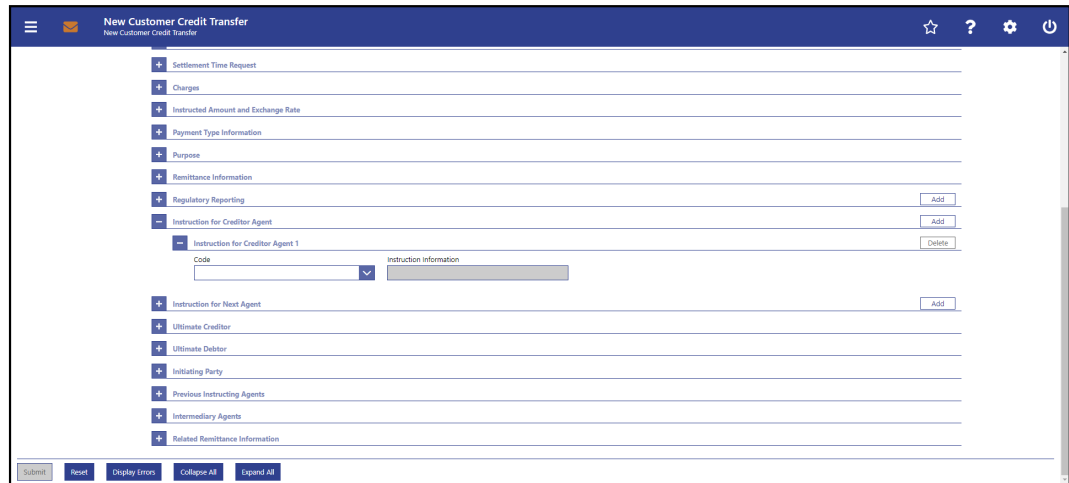 New Customer Credit Transfer
New Customer Credit Transfer
Settlement Time Request
Charges
Instructed Amount and Exchange Rate
Payment Type Information
Purpose
Remittance Information
Regulatory Reporting Add
Instruction for Creditor Agent Add
Instruction for Creditor Agent 1 Delete
Code Instruction Information
Instruction for Next Agent Add
Ultimate Creditor
Ultimate Debtor
Initiating Party
Previous Instructing Agents
Intermediary Agents
Related Remittance Information
Submit Reset Display Errors Collapse All Expand All